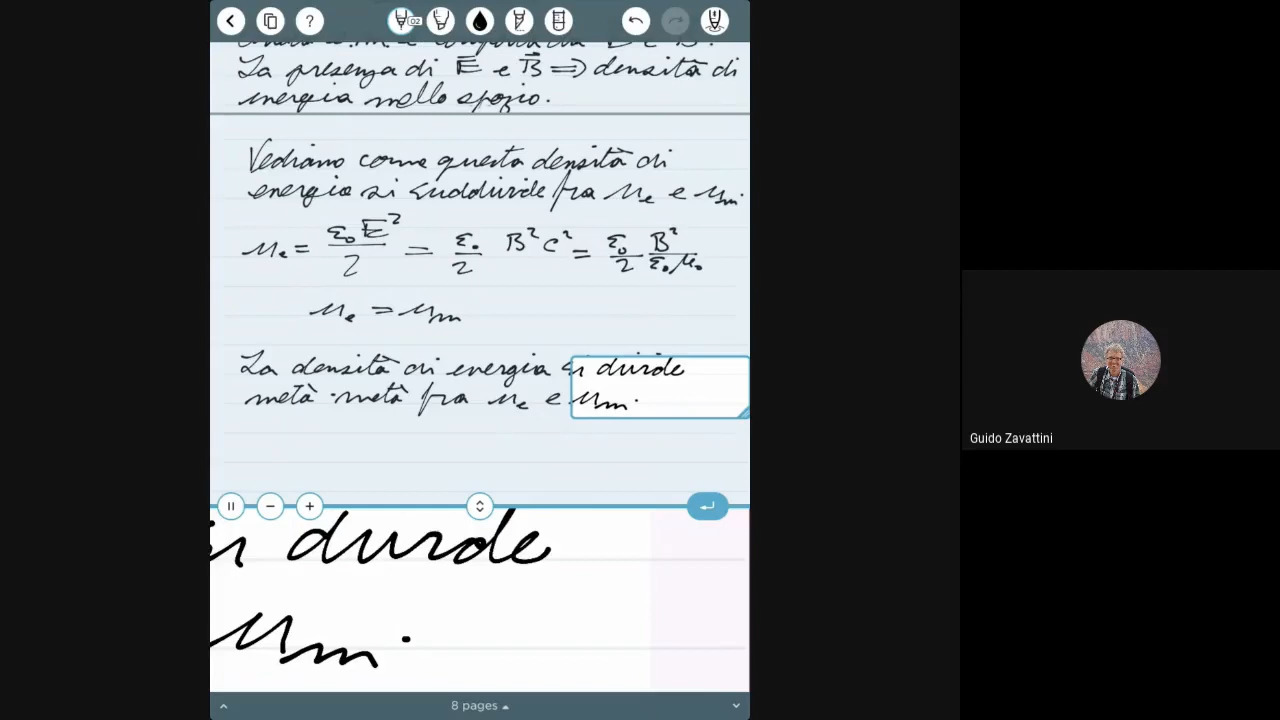 La presenza di E e B ⇒ densità di
energia nello spazio.
Vediamo come questa densità di
energia si suddivide fra u_e e u_m.
u_e = ε₀E²/2 = ε₀/2 B²c² = ε₀/2 B²/ε₀μ₀
u_e = u_m
La densità di energia si divide
metà-metà fra u_e e u_m.
si divide
u_m.
8 pages
Guido Zavattini
02
?